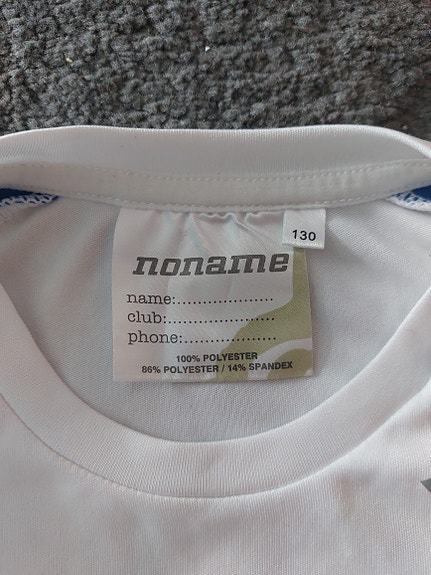 130
noname
name:...................
club:.....................
phone:..................
100% POLYESTER
86% POLYESTER / 14% SPANDEX